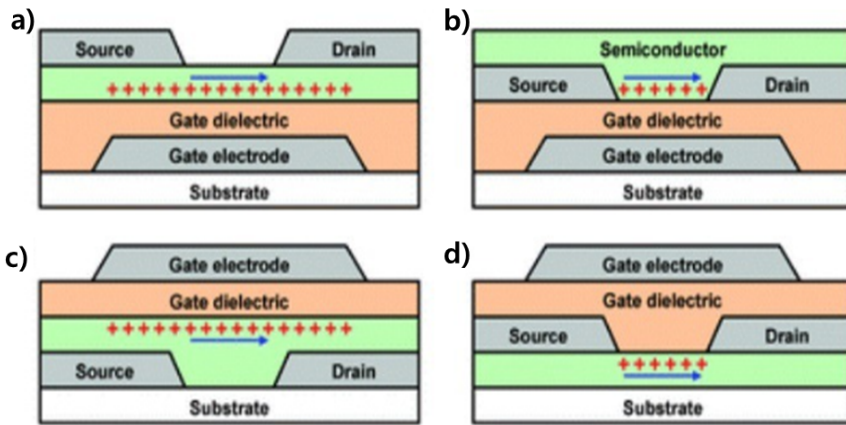 a)
Source
Drain
+ + + + + + + + + + + + + + + +
Gate dielectric
Gate electrode
Substrate
b)
Semiconductor
Source
+ + + + + +
Drain
Gate dielectric
Gate electrode
Substrate
c)
Gate electrode
Gate dielectric
+ + + + + + + + + + + + + + + +
Source
Drain
Substrate
d)
Gate electrode
Gate dielectric
Source
Drain
+ + + + + +
Substrate